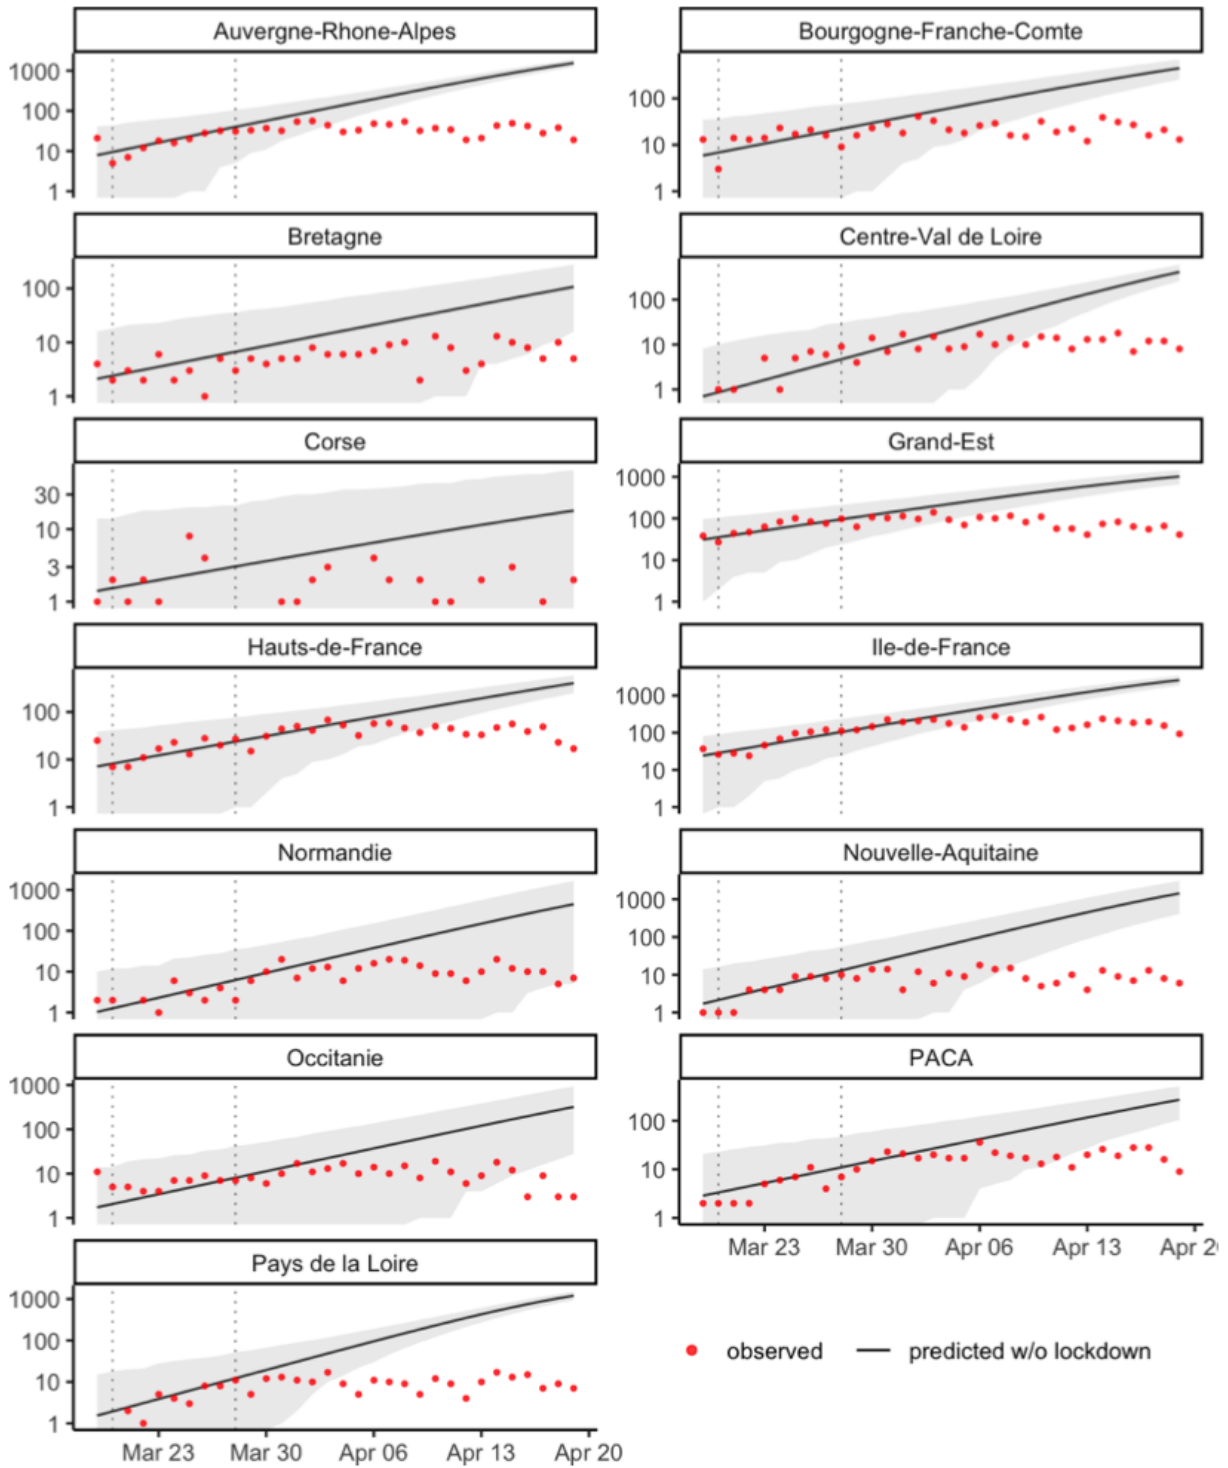 Auvergne-Rhone-Alpes
1000
100
10
1
Bourgogne-Franche-Comte
100
10
1
Bretagne
100
10
1
Centre-Val de Loire
100
10
1
Corse
30
10
3
1
Grand-Est
1000
100
10
1
Hauts-de-France
100
10
1
Ile-de-France
1000
100
10
1
Normandie
1000
100
10
1
Nouvelle-Aquitaine
1000
100
10
1
Occitanie
1000
100
10
1
PACA
100
10
1
Mar 23 Mar 30 Apr 06 Apr 13 Apr 2
Pays de la Loire
1000
100
10
1
Mar 23 Mar 30 Apr 06 Apr 13 Apr 20
observed predicted w/o lockdown